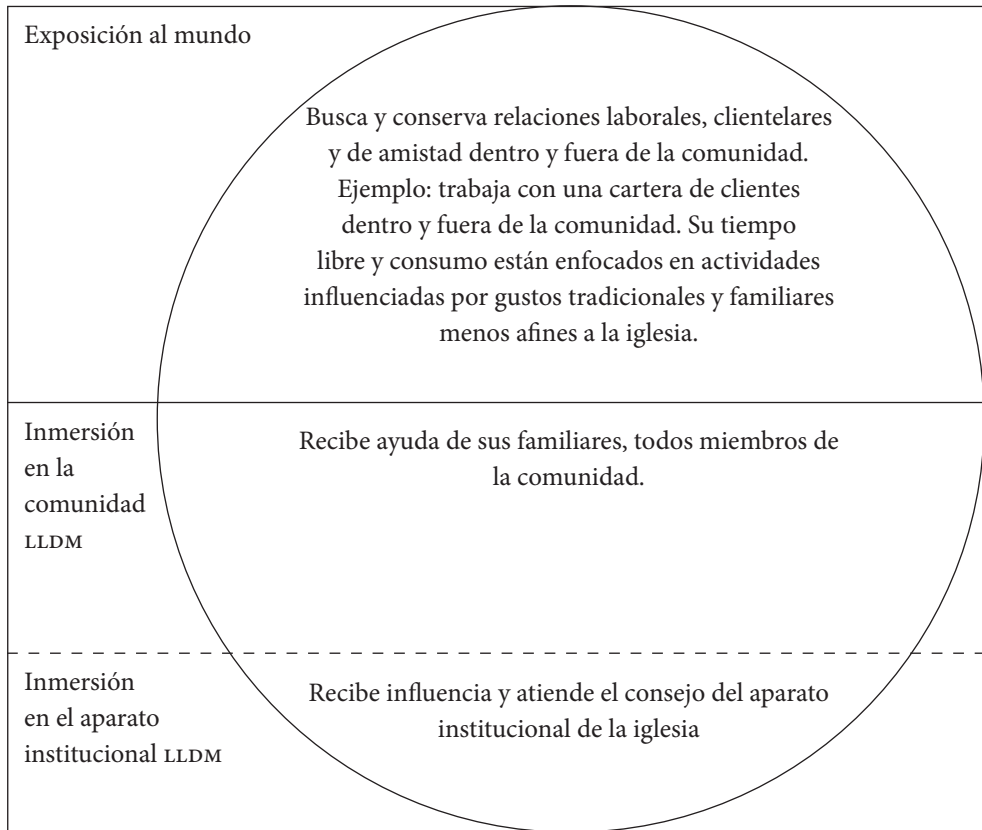 Exposición al mundo
Busca y conserva relaciones laborales, clientelares
y de amistad dentro y fuera de la comunidad.
Ejemplo: trabaja con una cartera de clientes
dentro y fuera de la comunidad. Su tiempo
libre y consumo están enfocados en actividades
influenciadas por gustos tradicionales y familiares
menos afines a la iglesia.
Inmersión
en la
comunidad
LLDM
Recibe ayuda de sus familiares, todos miembros de
la comunidad.
Inmersión
en el aparato
institucional LLDM
Recibe influencia y atiende el consejo del aparato
institucional de la iglesia